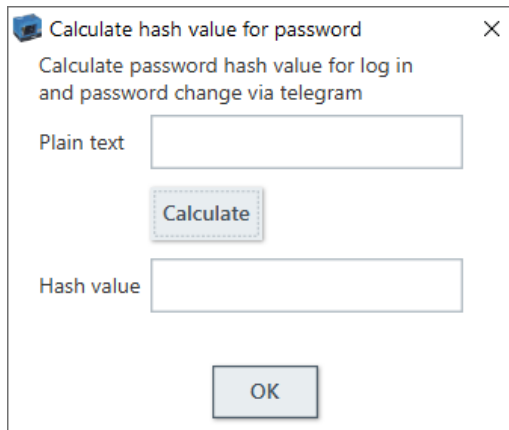 Calculate hash value for password
Calculate password hash value for log in
and password change via telegram
Plain text
Calculate
Hash value
OK